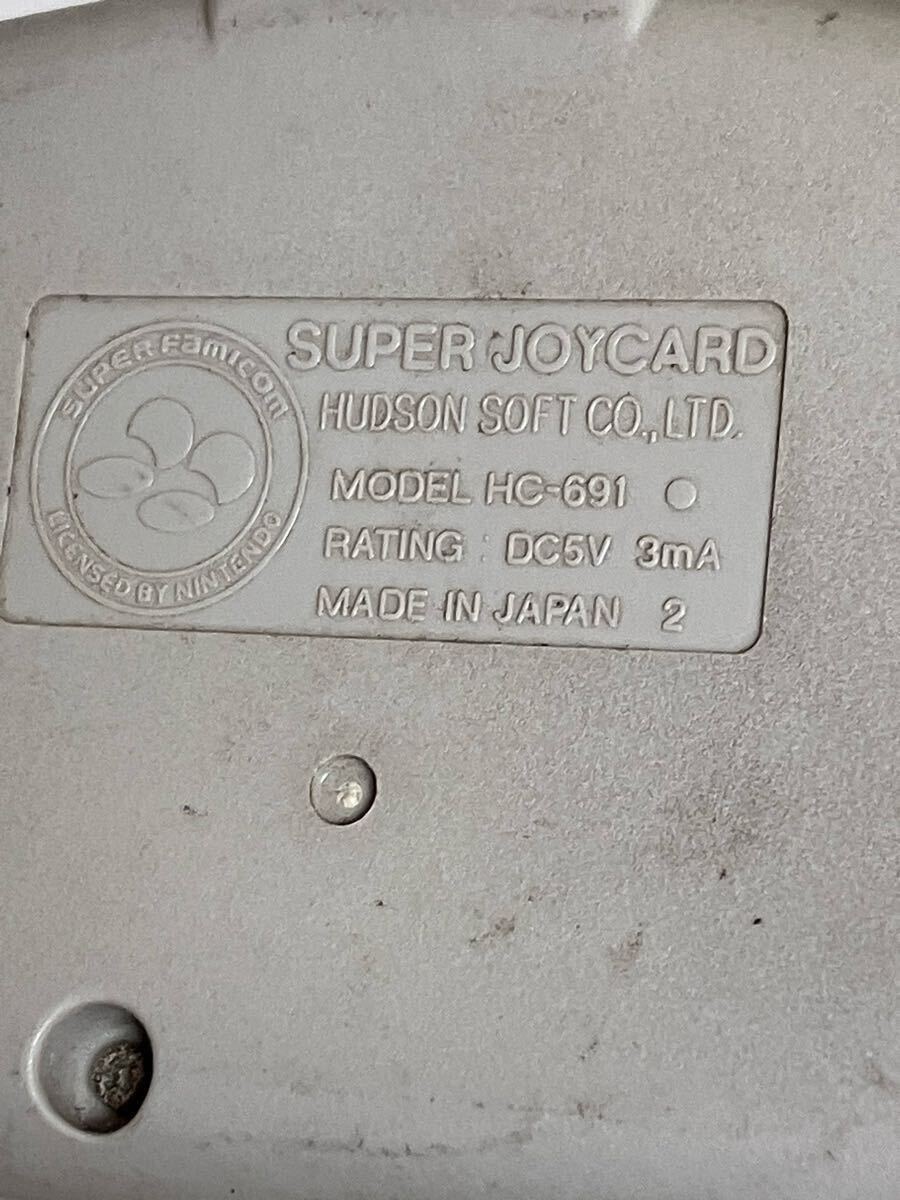 SUPER FAMICOM
LICENSED BY NINTENDO
SUPER JOYCARD
HUDSON SOFT CO.,LTD.
MODEL HC-691
RATING : DC5V 3mA
MADE IN JAPAN 2